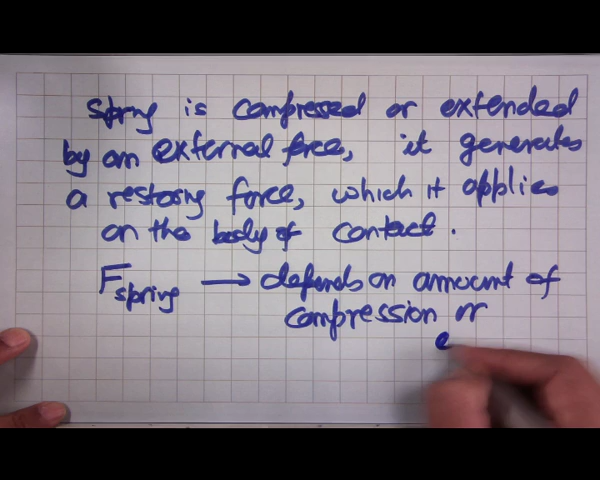 Spring is compressed or extended
by an external force, it generates
a restoring force, which it applies
on the body of contact.
Fspring → depends on amount of
compression or
e